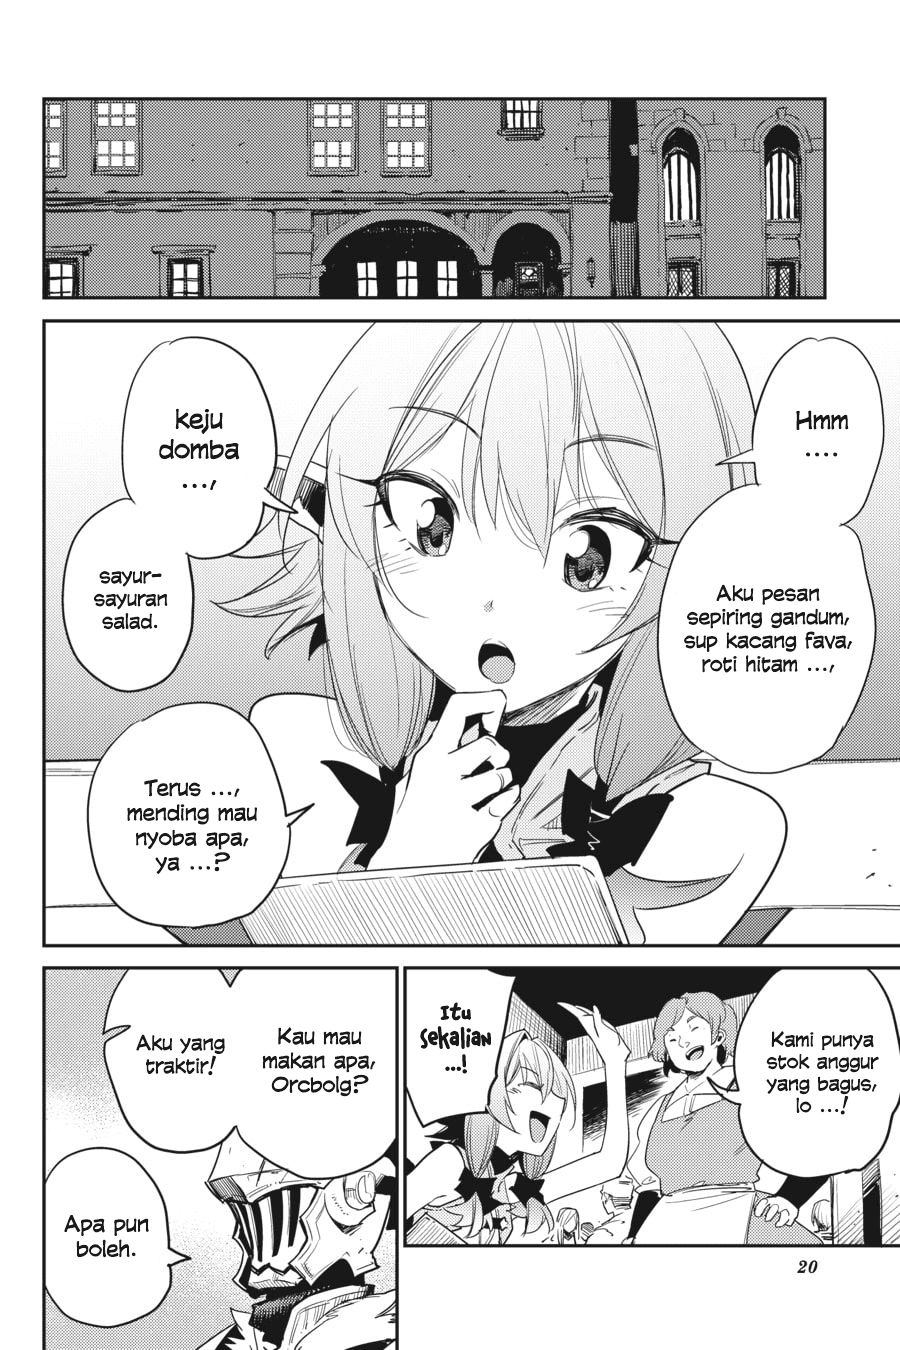 Hmm
....
Aku pesan
sepiring gandum,
sup kacang fava,
roti hitam ...,
keju
domba
...,
sayur-
sayuran
salad.
Terus ...,
mending mau
nyoba apa,
ya ...?
Kami punya
stok anggur
yang bagus,
lo ...!
Itu
sekalian
...!
Kau mau
makan apa,
Orcbolg?
Aku yang
traktir!
Apa pun
boleh.
20